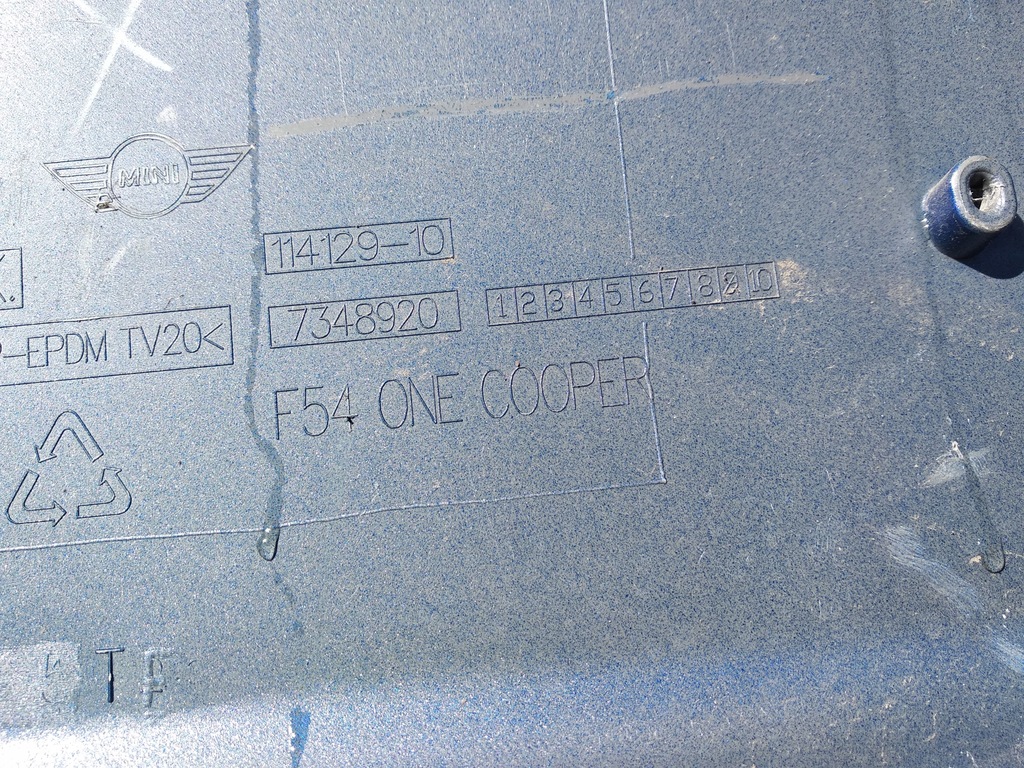 MINI
114129-10
7348920
1 2 3 4 5 6 7 8 9 10
P-EPDM TV20<
F54 ONE COOPER